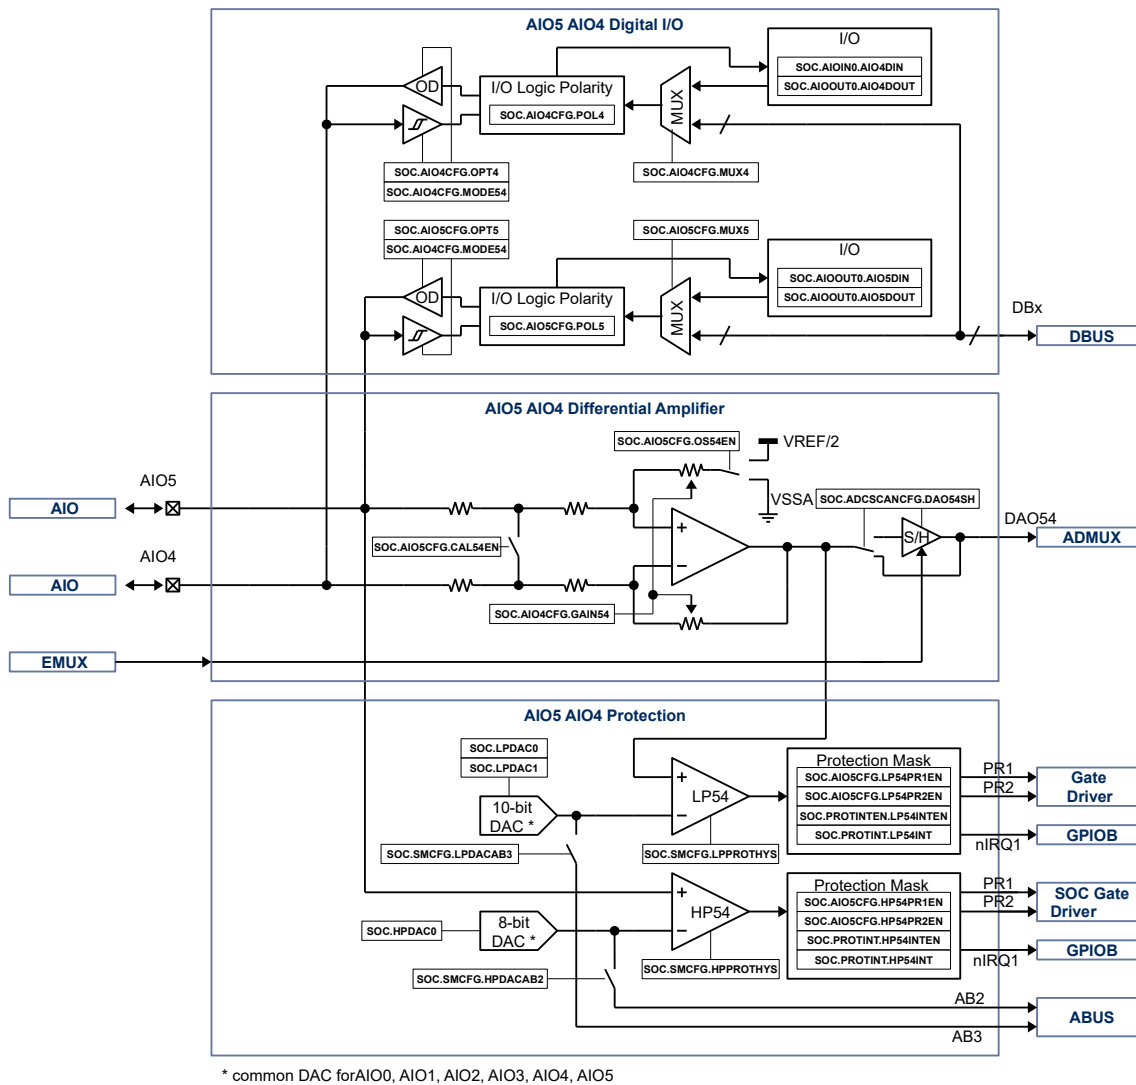 AIO5 AIO4 Digital I/O
I/O
SOC.AIOIN0.AIO4DIN
SOC.AIOOUT0.AIO4DOUT
OD
I/O Logic Polarity
SOC.AIO4CFG.POL4
MUX
SOC.AIO4CFG.OPT4
SOC.AIO4CFG.MODE54
SOC.AIO4CFG.MUX4
SOC.AIO5CFG.OPT5
SOC.AIO4CFG.MODE54
SOC.AIO5CFG.MUX5
I/O
SOC.AIOOUT0.AIO5DIN
SOC.AIOOUT0.AIO5DOUT
OD
I/O Logic Polarity
SOC.AIO5CFG.POL5
MUX
DBx
DBUS
AIO5 AIO4 Differential Amplifier
SOC.AIO5CFG.OS54EN
VREF/2
VSSA
SOC.ADCSCANCFG.DAO54SH
AIO5
AIO
+
−
S/H
DAO54
ADMUX
SOC.AIO5CFG.CAL54EN
AIO4
AIO
SOC.AIO4CFG.GAIN54
EMUX
AIO5 AIO4 Protection
SOC.LPDAC0
SOC.LPDAC1
10-bit
DAC *
+
−
LP54
Protection Mask
SOC.AIO5CFG.LP54PR1EN
SOC.AIO5CFG.LP54PR2EN
SOC.PROTINTEN.LP54INTEN
SOC.PROTINT.LP54INT
PR1
PR2
nIRQ1
Gate
Driver
GPIOB
SOC.SMCFG.LPDACAB3
SOC.SMCFG.LPPROTHYS
SOC.HPDAC0
8-bit
DAC *
+
−
HP54
Protection Mask
SOC.AIO5CFG.HP54PR1EN
SOC.AIO5CFG.HP54PR2EN
SOC.PROTINT.HP54INTEN
SOC.PROTINT.HP54INT
PR1
PR2
nIRQ1
SOC Gate
Driver
GPIOB
SOC.SMCFG.HPDACAB2
SOC.SMCFG.HPPROTHYS
AB2
AB3
ABUS
* common DAC forAIO0, AIO1, AIO2, AIO3, AIO4, AIO5